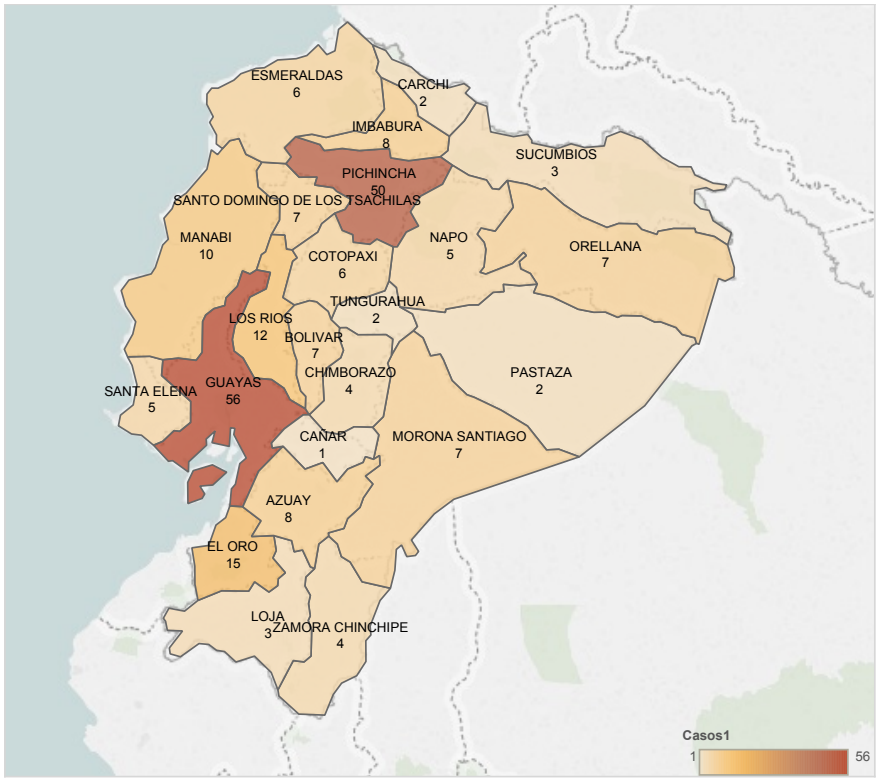 ESMERALDAS
6
CARCHI
2
IMBABURA
8
SUCUMBIOS
3
PICHINCHA
50
SANTO DOMINGO DE LOS TSACHILAS
7
MANABI
10
NAPO
5
ORELLANA
7
COTOPAXI
6
TUNGURAHUA
2
LOS RIOS
12
BOLIVAR
7
CHIMBORAZO
4
PASTAZA
2
SANTA ELENA
5
GUAYAS
56
CAÑAR
1
MORONA SANTIAGO
7
AZUAY
8
EL ORO
15
LOJA
3
ZAMORA CHINCHIPE
4
Casos1
1 56